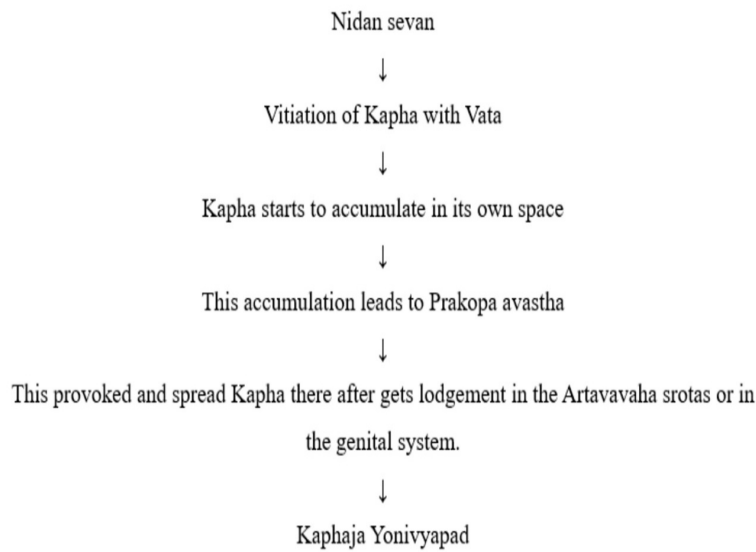 Nidan sevan
↓
Vitiation of Kapha with Vata
↓
Kapha starts to accumulate in its own space
↓
This accumulation leads to Prakopa avastha
↓
This provoked and spread Kapha there after gets lodgement in the Artavavaha srotas or in
the genital system.
↓
Kaphaja Yonivyapad